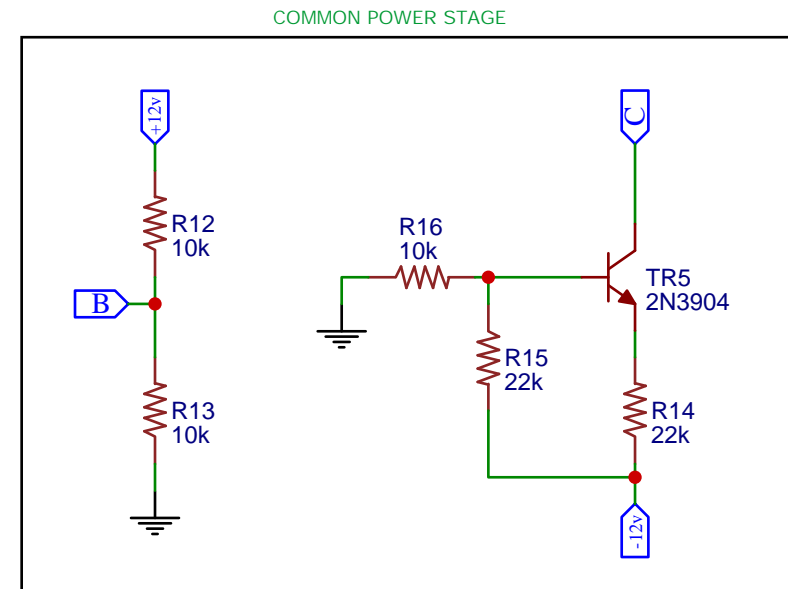 COMMON POWER STAGE
+12v
C
R12
10k
R16
10k
TR5
2N3904
B
R15
22k
R13
10k
R14
22k
-12v